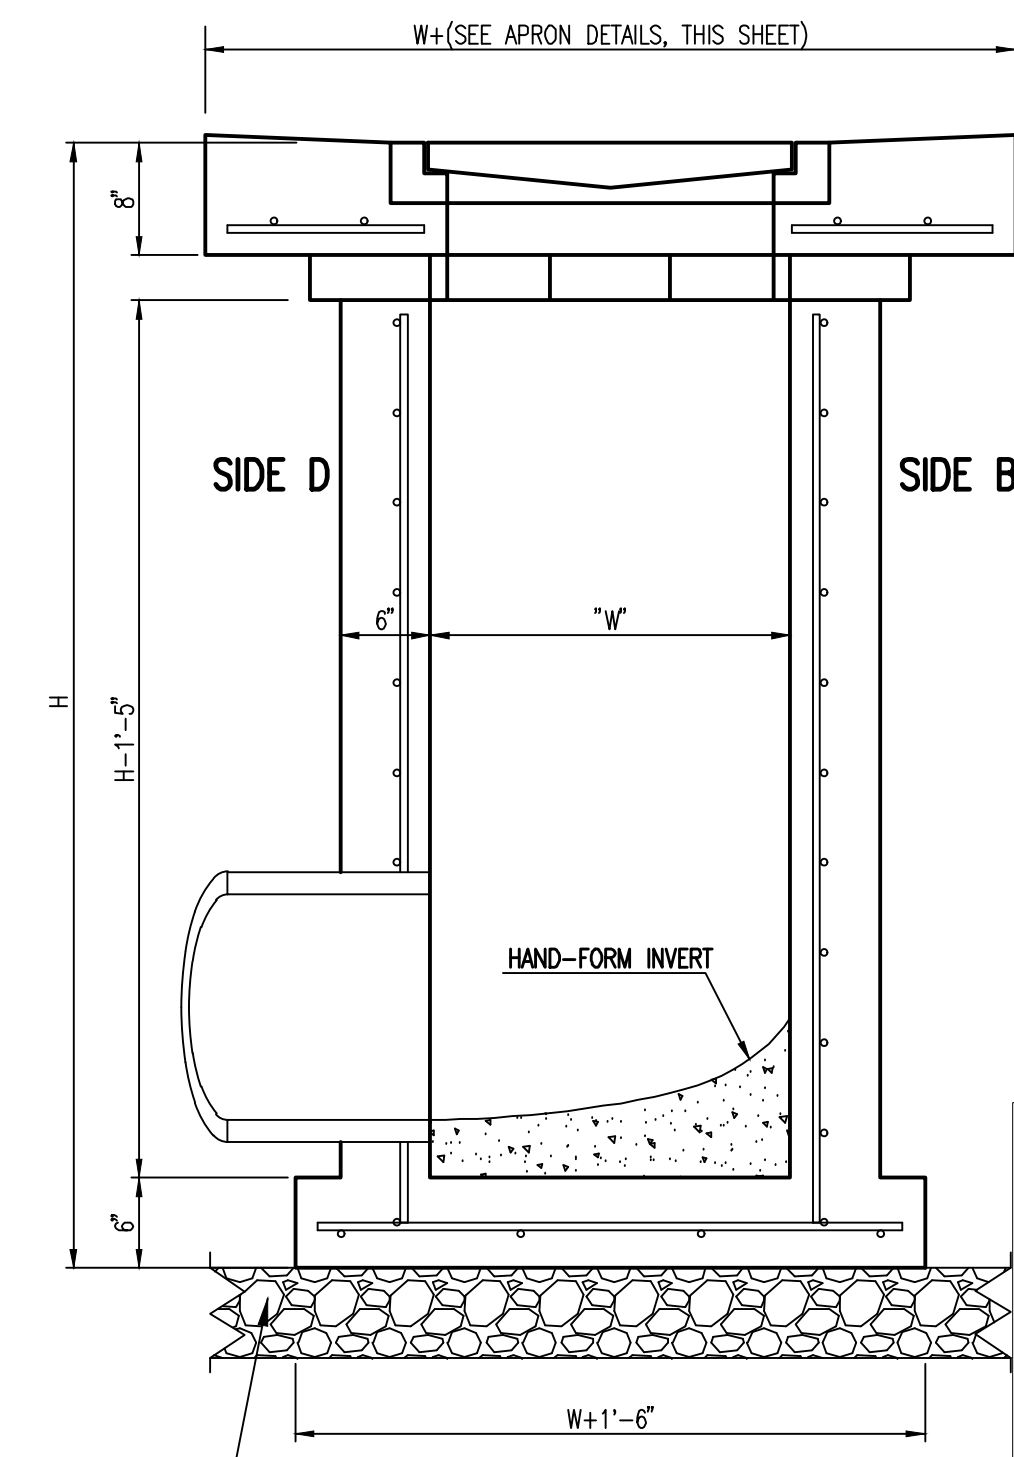 W+(SEE APRON DETAILS, THIS SHEET)
8"
SIDE D
SIDE B
6"
"W"
H
H-1'-5"
HAND-FORM INVERT
6"
W+1'-6"